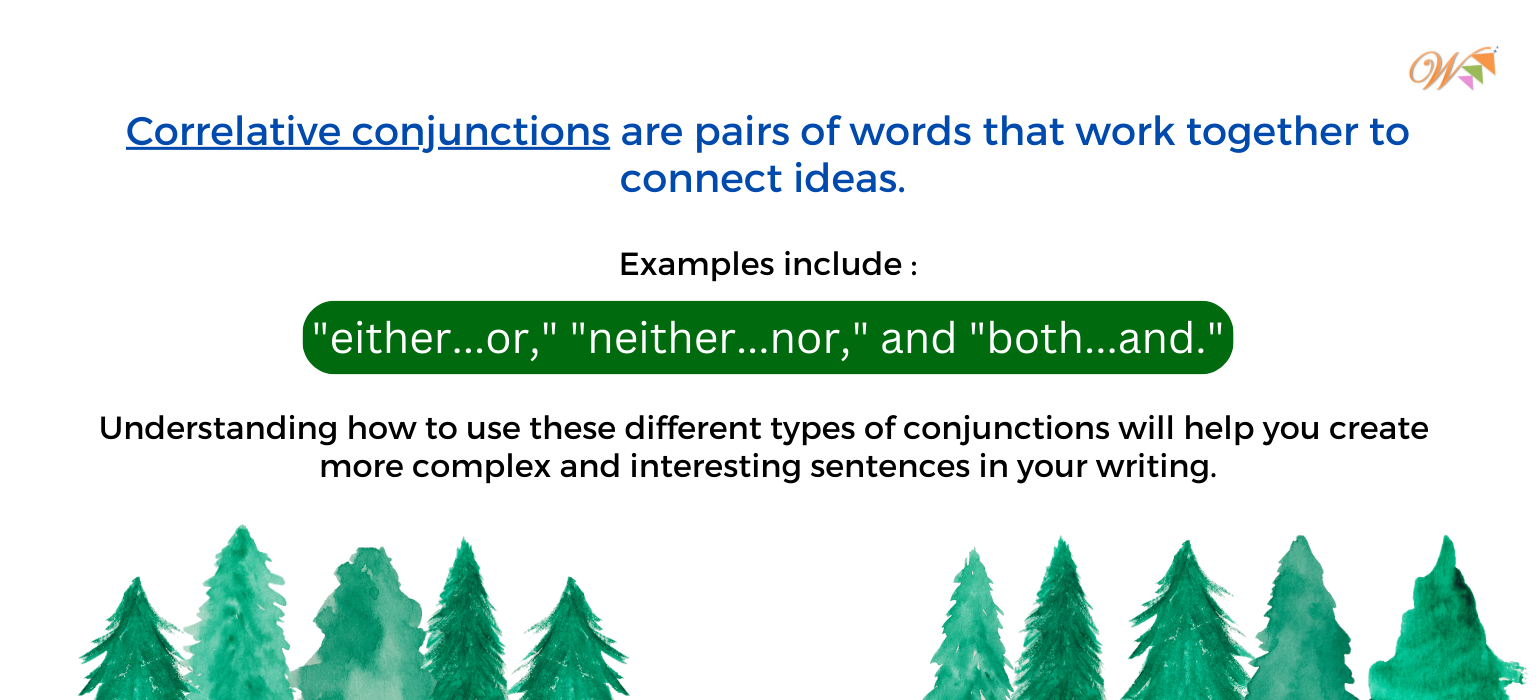 W
Correlative conjunctions are pairs of words that work together to
connect ideas.
Examples include :
"either...or," "neither...nor," and "both...and."
Understanding how to use these different types of conjunctions will help you create
more complex and interesting sentences in your writing.